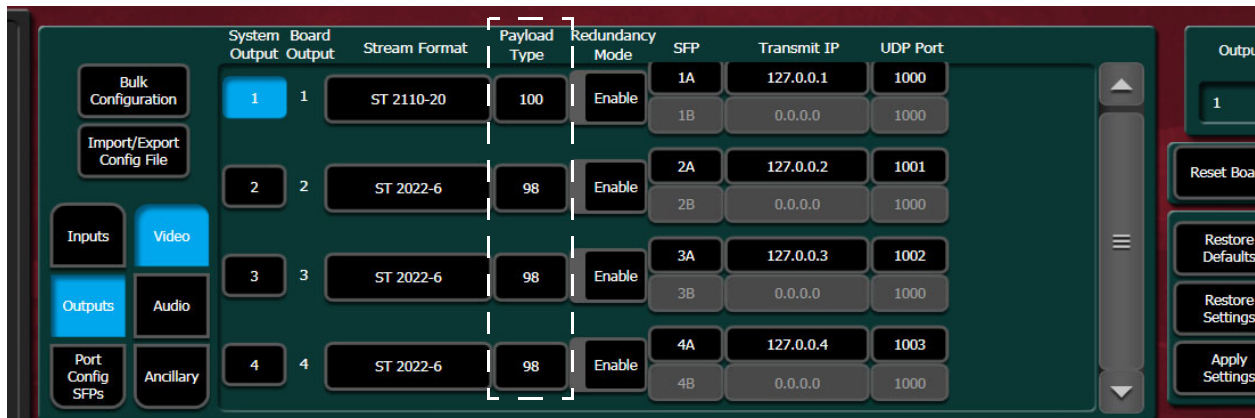 System Board Payload Redundancy
Output Output Stream Format Type Mode SFP Transmit IP UDP Port
Bulk
Configuration
Import/Export
Config File
Inputs Video
Outputs Audio
Port
Config
SFPs
Ancillary
1 1 ST 2110-20 100 Enable 1A 127.0.0.1 1000
1B 0.0.0.0 1000
2 2 ST 2022-6 98 Enable 2A 127.0.0.2 1001
2B 0.0.0.0 1000
3 3 ST 2022-6 98 Enable 3A 127.0.0.3 1002
3B 0.0.0.0 1000
4 4 ST 2022-6 98 Enable 4A 127.0.0.4 1003
4B 0.0.0.0 1000
Outpu
1
Reset Boa
Restore
Defaults
Restore
Settings
Apply
Settings